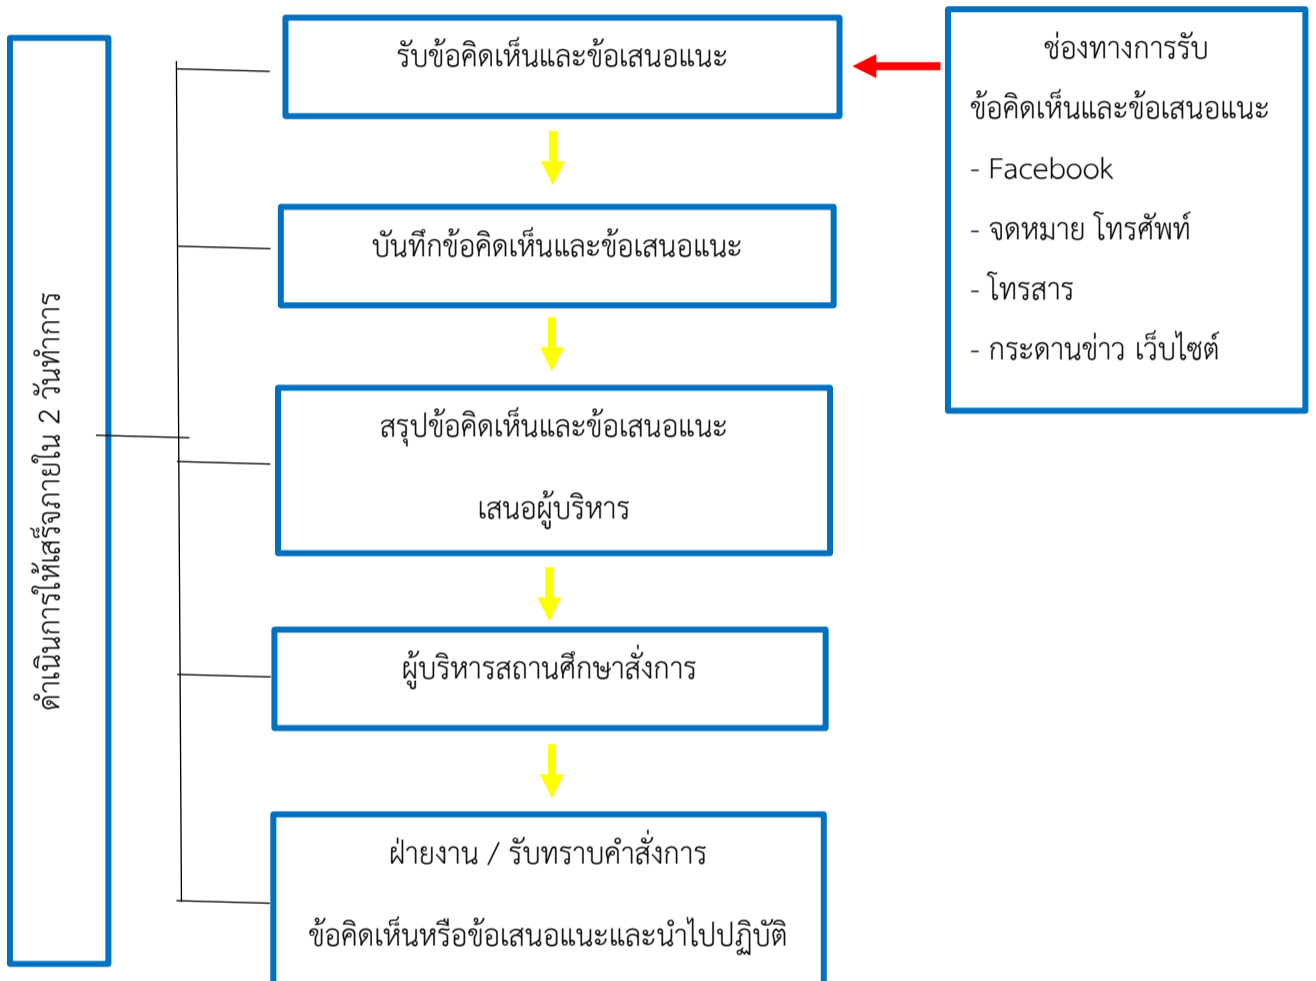 ดำเนินการให้เสร็จภายใน 2 วันทำการ
รับข้อคิดเห็นและข้อเสนอแนะ
บันทึกข้อคิดเห็นและข้อเสนอแนะ
สรุปข้อคิดเห็นและข้อเสนอแนะ
เสนอผู้บริหาร
ผู้บริหารสถานศึกษาสั่งการ
ฝ่ายงาน / รับทราบคำสั่งการ
ข้อคิดเห็นหรือข้อเสนอแนะและนำไปปฏิบัติ
ช่องทางการรับ
ข้อคิดเห็นและข้อเสนอแนะ
- Facebook
- จดหมาย โทรศัพท์
- โทรสาร
- กระดานข่าว เว็บไซต์